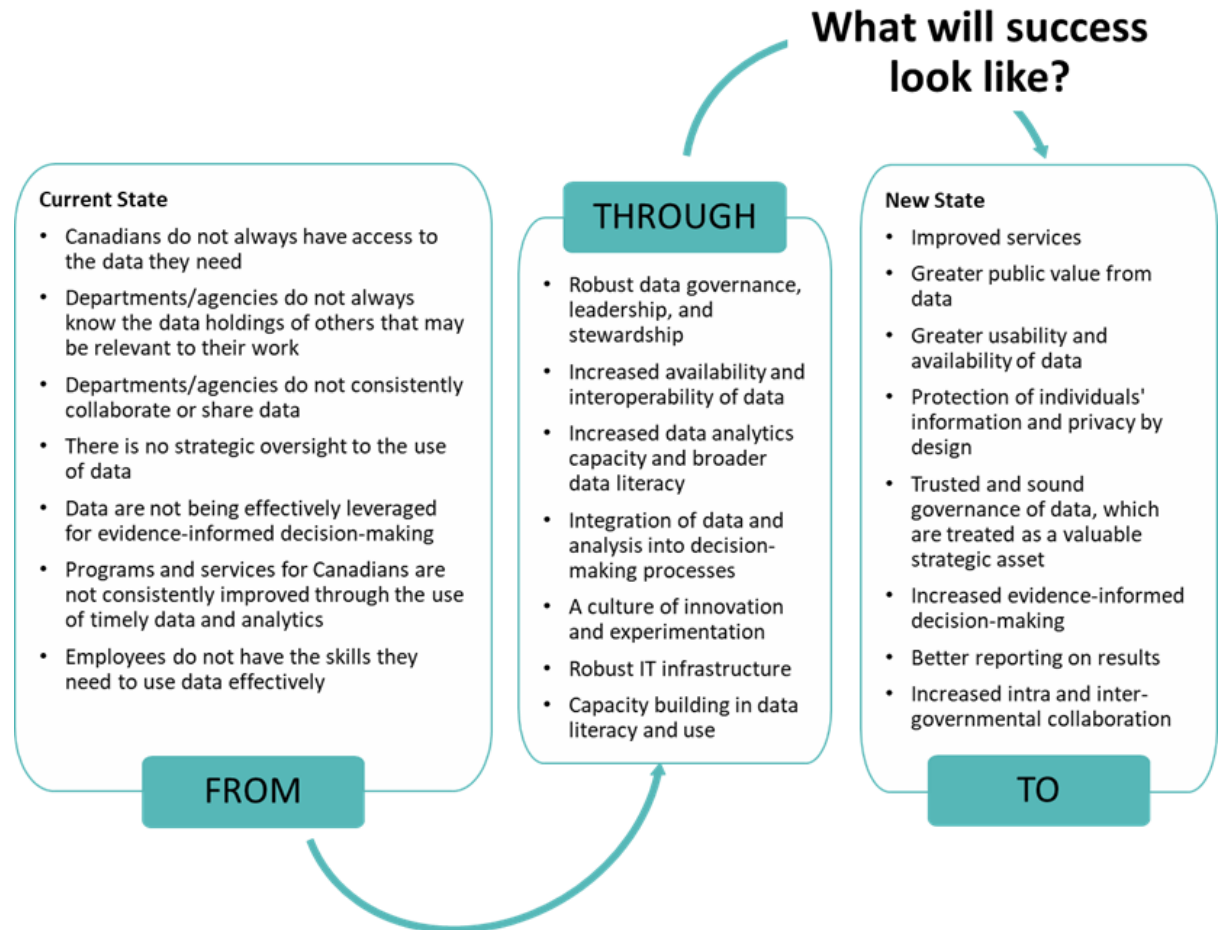 What will success
look like?
Current State
• Canadians do not always have access to
the data they need
• Departments/agencies do not always
know the data holdings of others that may
be relevant to their work
• Departments/agencies do not consistently
collaborate or share data
• There is no strategic oversight to the use
of data
• Data are not being effectively leveraged
for evidence-informed decision-making
• Programs and services for Canadians are
not consistently improved through the use
of timely data and analytics
• Employees do not have the skills they
need to use data effectively
FROM
THROUGH
• Robust data governance,
leadership, and
stewardship
• Increased availability and
interoperability of data
• Increased data analytics
capacity and broader
data literacy
• Integration of data and
analysis into decision-
making processes
• A culture of innovation
and experimentation
• Robust IT infrastructure
• Capacity building in data
literacy and use
New State
• Improved services
• Greater public value from
data
• Greater usability and
availability of data
• Protection of individuals'
information and privacy by
design
• Trusted and sound
governance of data, which
are treated as a valuable
strategic asset
• Increased evidence-informed
decision-making
• Better reporting on results
• Increased intra and inter-
governmental collaboration
TO